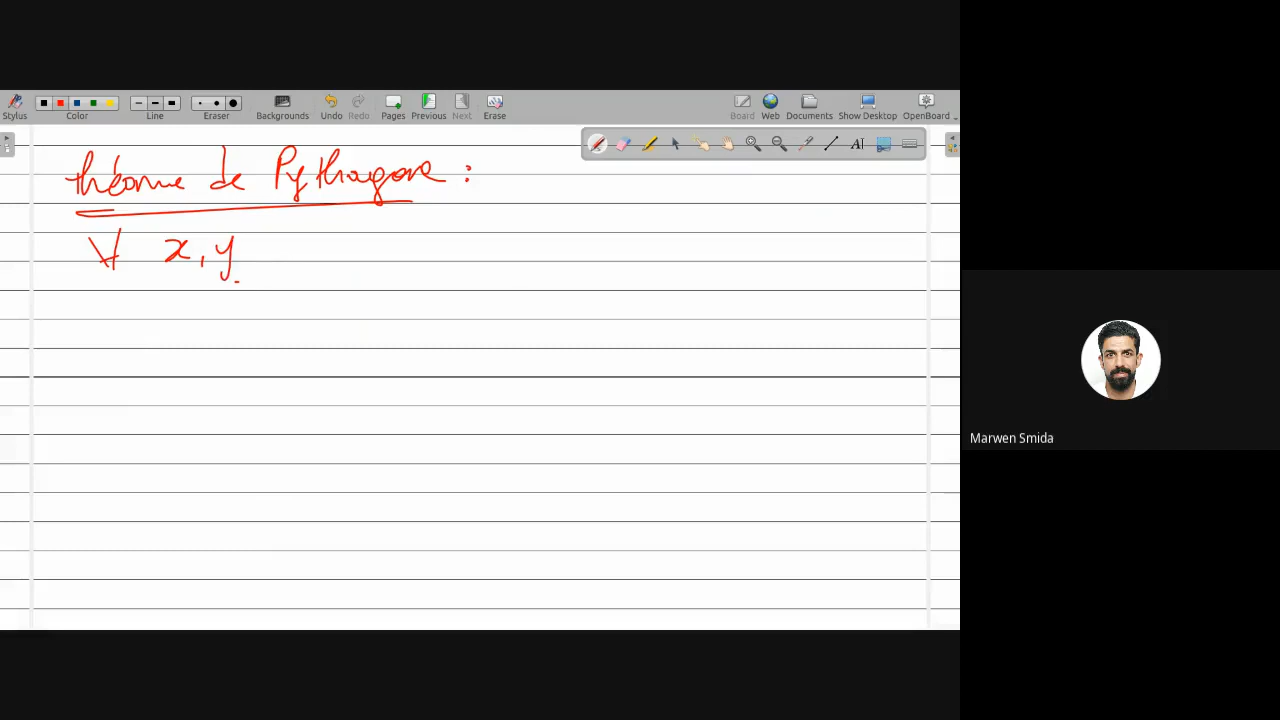 Stylus Color Line Eraser Backgrounds Undo Redo Pages Previous Next Erase Board Web Documents Show Desktop OpenBoard
théorème de Pythagore :
∀ x, y
Marwen Smida